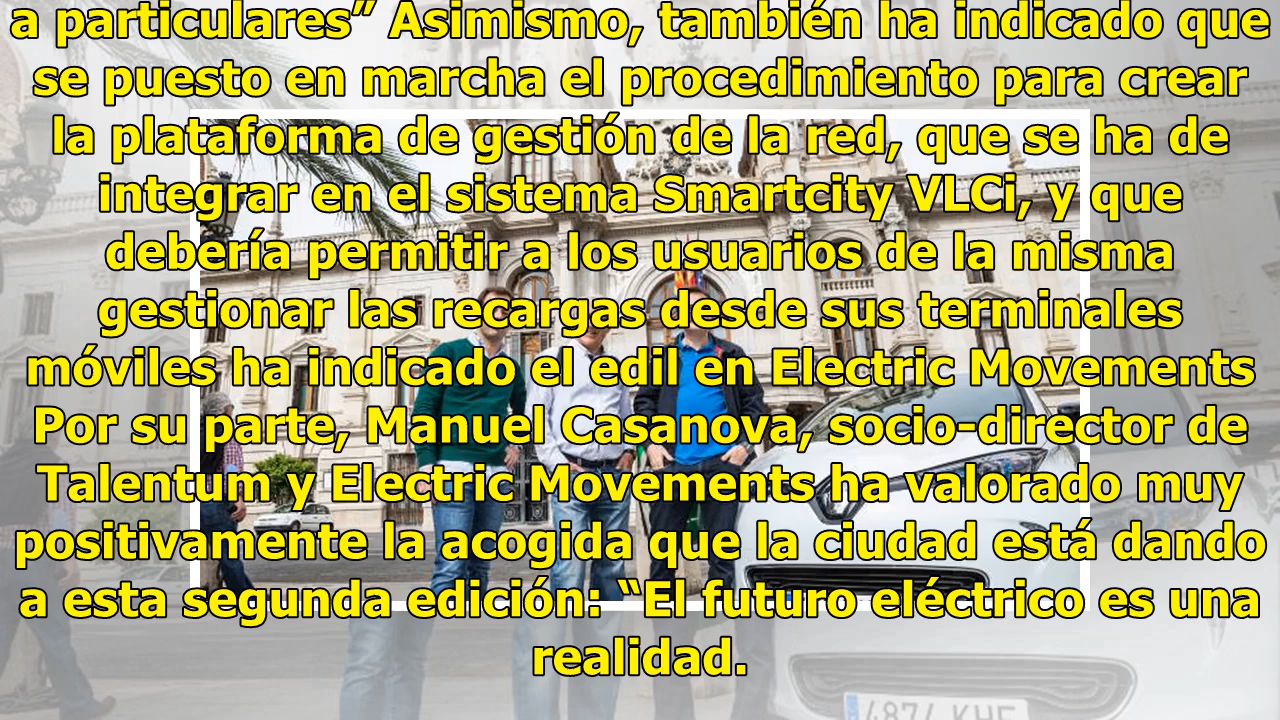 a particulares” Asimismo, también ha indicado que
se puesto en marcha el procedimiento para crear
la plataforma de gestión de la red, que se ha de
integrar en el sistema Smartcity VLCi, y que
debería permitir a los usuarios de la misma
gestionar las recargas desde sus terminales
móviles ha indicado el edil en Electric Movements
Por su parte, Manuel Casanova, socio-director de
Talentum y Electric Movements ha valorado muy
positivamente la acogida que la ciudad está dando
a esta segunda edición: “El futuro eléctrico es una
realidad.